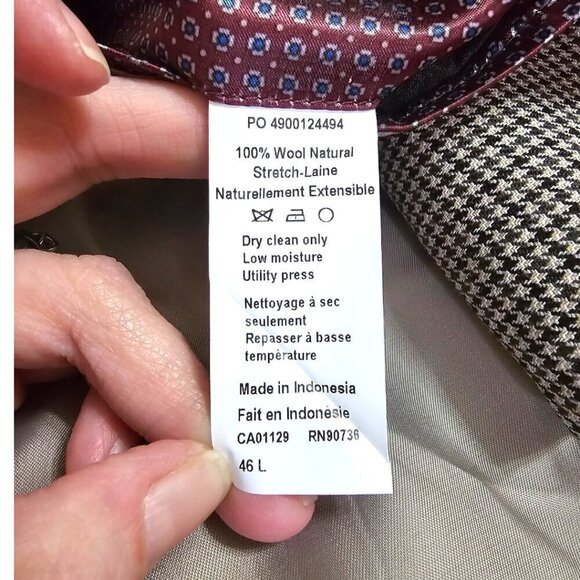 PO 4900124494
100% Wool Natural
Stretch-Laine
Naturellement Extensible
Dry clean only
Low moisture
Utility press
Nettoyage à sec
seulement
Repasser à basse
température
Made in Indonesia
Fait en Indonésie
CA01129 RN90736
46 L